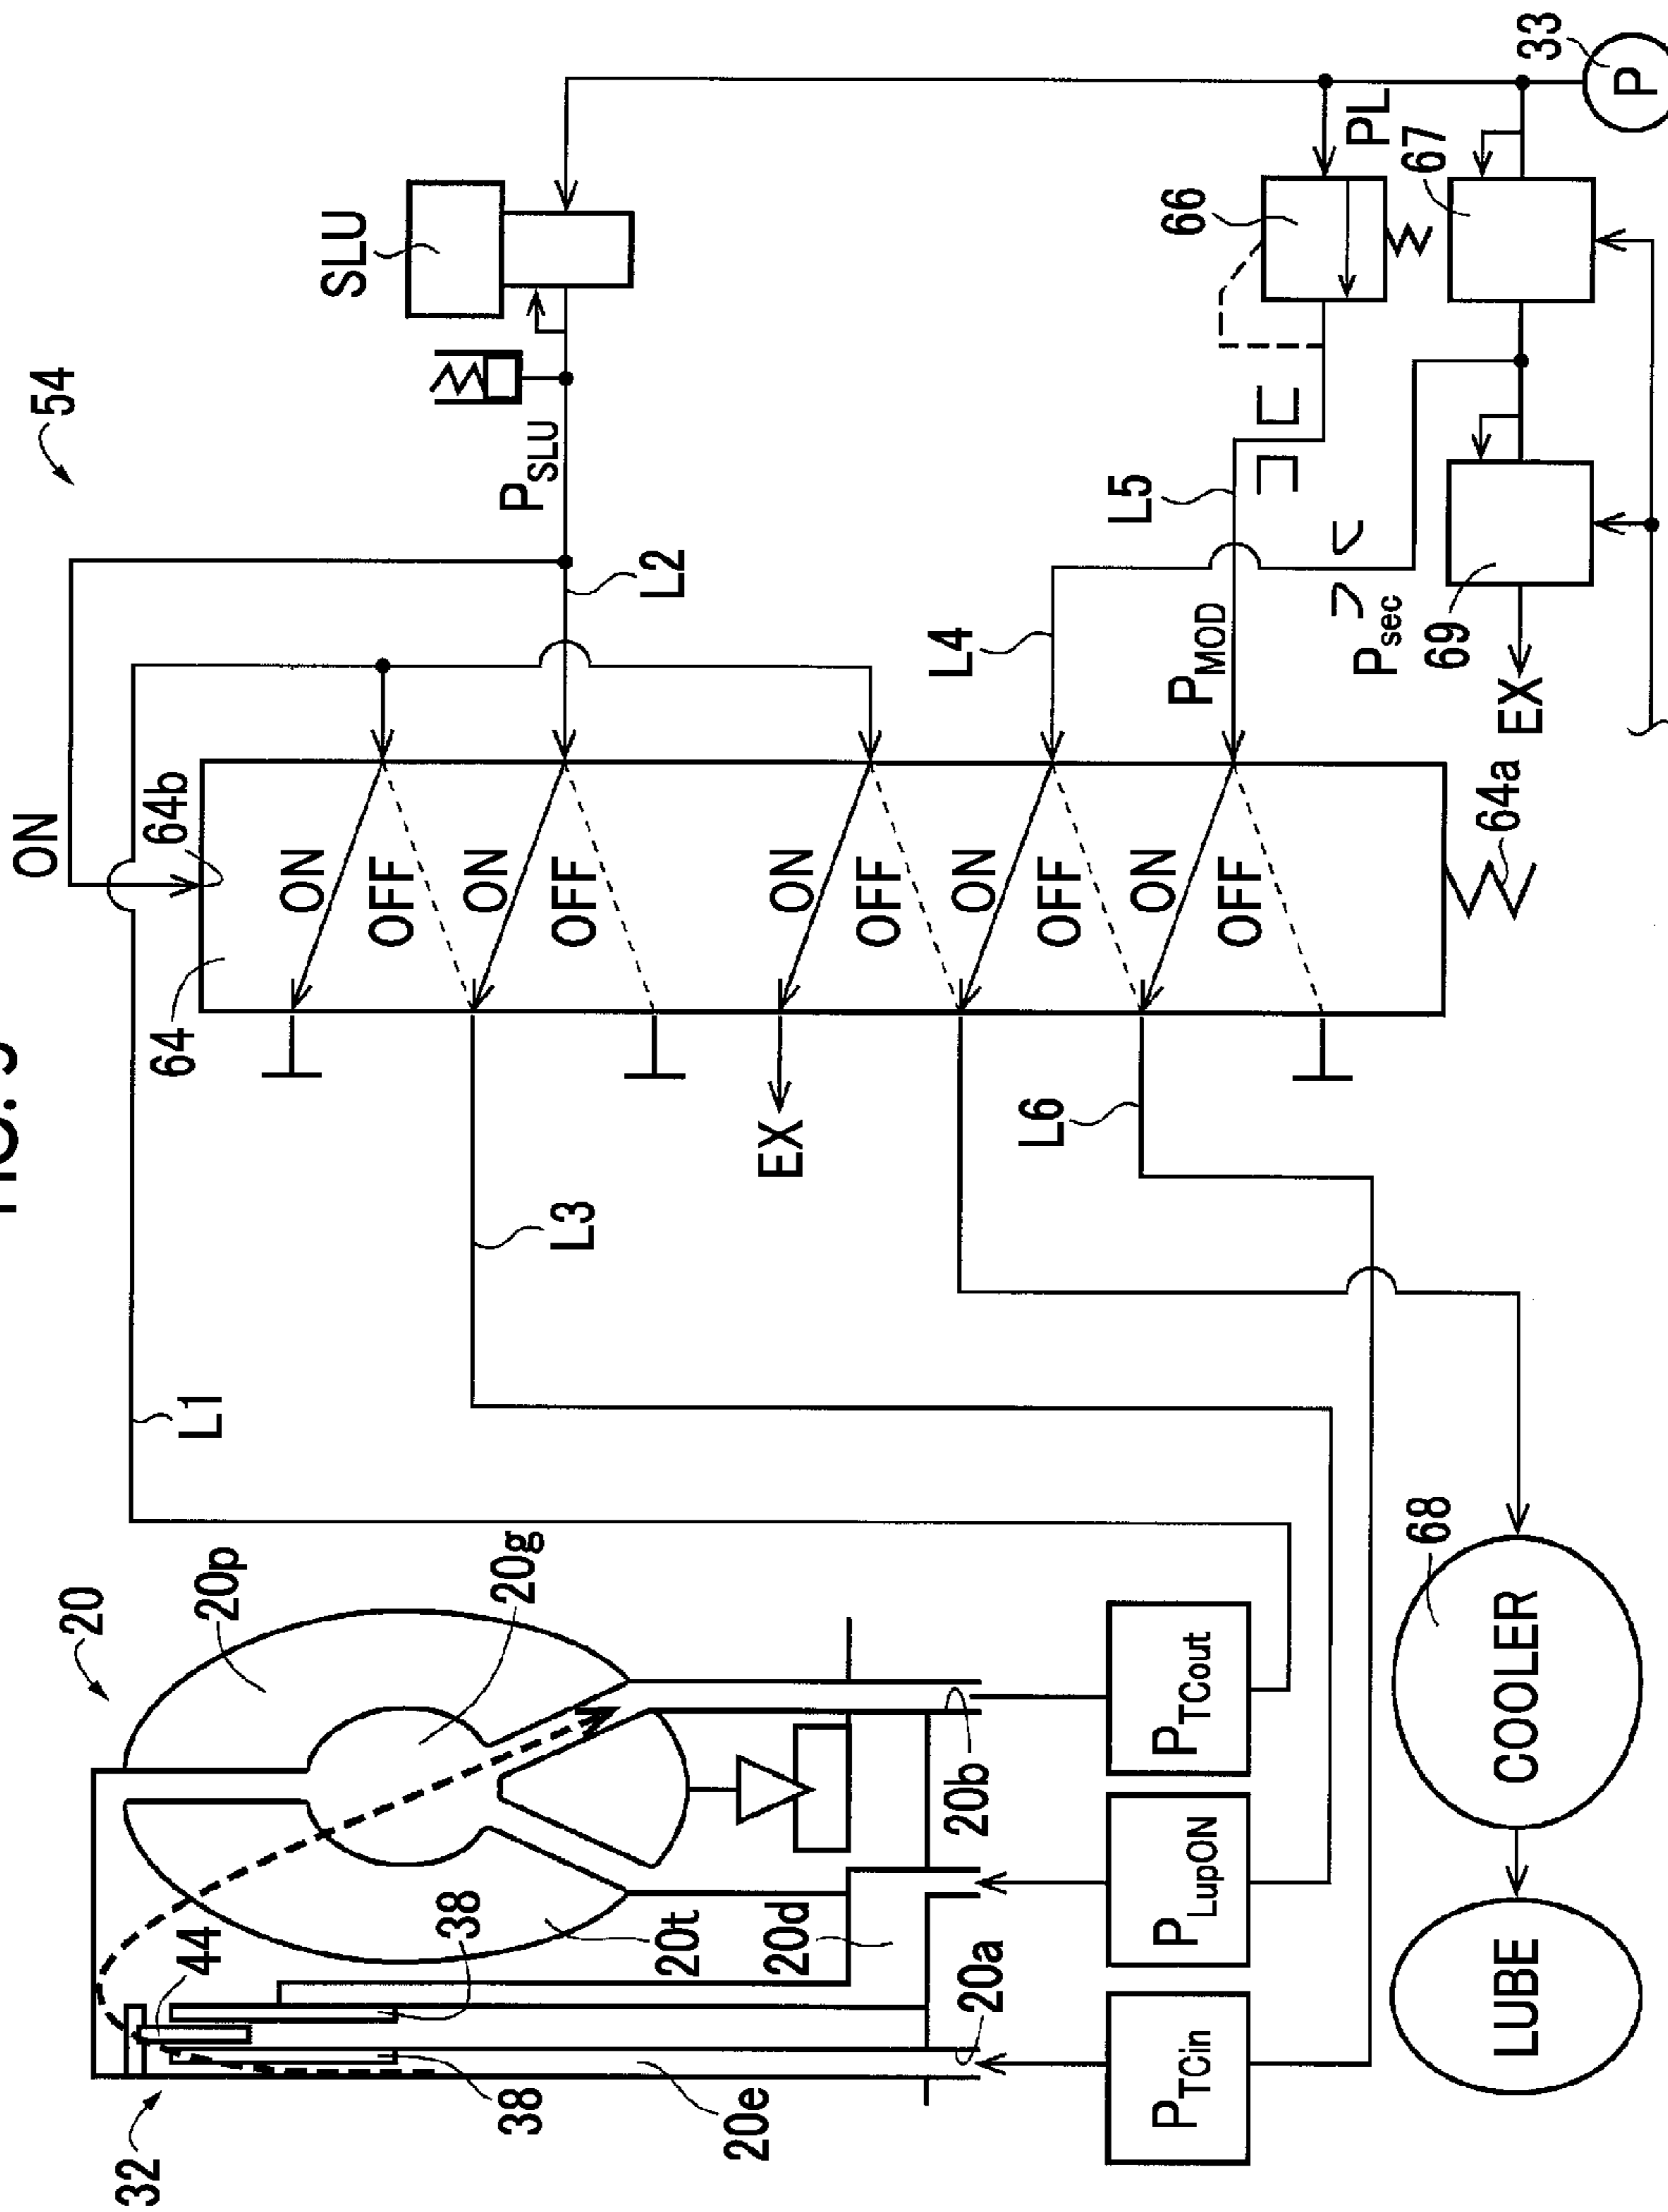 54
ON
20
32
L1
64
64b
44
20p
ON
SLU
OFF
ON
38
20g
38
P_SLU
L3
OFF
L2
20t
20e
EX
ON
20d
OFF
20a
20b
ON
L4
L6
OFF
ON
L5
66
P_TCin
P_LupON
P_TCout
P_MOD
OFF
PL
P_sec
67
68
69
64a
EX
33
LUBE
COOLER
P